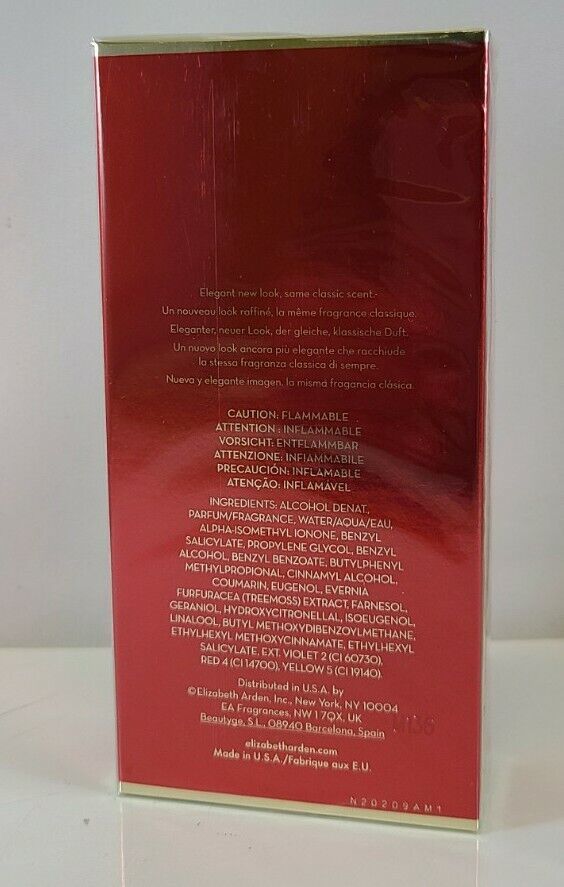 Elegant new look, same classic scent.-
Un nouveau look raffiné, la même fragrance classique.
Eleganter, neuer Look, der gleiche, klassische Duft.
Un nuovo look ancora più elegante che racchiude
la stessa fragranza classica di sempre.
Nueva y elegante imagen, la misma fragancia clásica.
CAUTION: FLAMMABLE
ATTENTION : INFLAMMABLE
VORSICHT: ENTFLAMMBAR
ATTENZIONE: INFIAMMABILE
PRECAUCIÓN: INFLAMABLE
ATENÇÃO: INFLAMÁVEL
INGREDIENTS: ALCOHOL DENAT,
PARFUM/FRAGRANCE, WATER/AQUA/EAU,
ALPHA-ISOMETHYL IONONE, BENZYL
SALICYLATE, PROPYLENE GLYCOL, BENZYL
ALCOHOL, BENZYL BENZOATE, BUTYLPHENYL
METHYLPROPIONAL, CINNAMYL ALCOHOL,
COUMARIN, EUGENOL, EVERNIA
FURFURACEA (TREEMOSS) EXTRACT, FARNESOL,
GERANIOL, HYDROXYCITRONELLAL, ISOEUGENOL,
LINALOOL, BUTYL METHOXYDIBENZOYLMETHANE,
ETHYLHEXYL METHOXYCINNAMATE, ETHYLHEXYL
SALICYLATE, EXT. VIOLET 2 (CI 60730),
RED 4 (CI 14700), YELLOW 5 (CI 19140).
Distributed in U.S.A. by
©Elizabeth Arden, Inc., New York, NY 10004
EA Fragrances, NW1 7QX, UK
Beautyge, S.L., 08940 Barcelona, Spain
elizabetharden.com
Made in U.S.A./Fabrique aux E.U.
N20209AM1